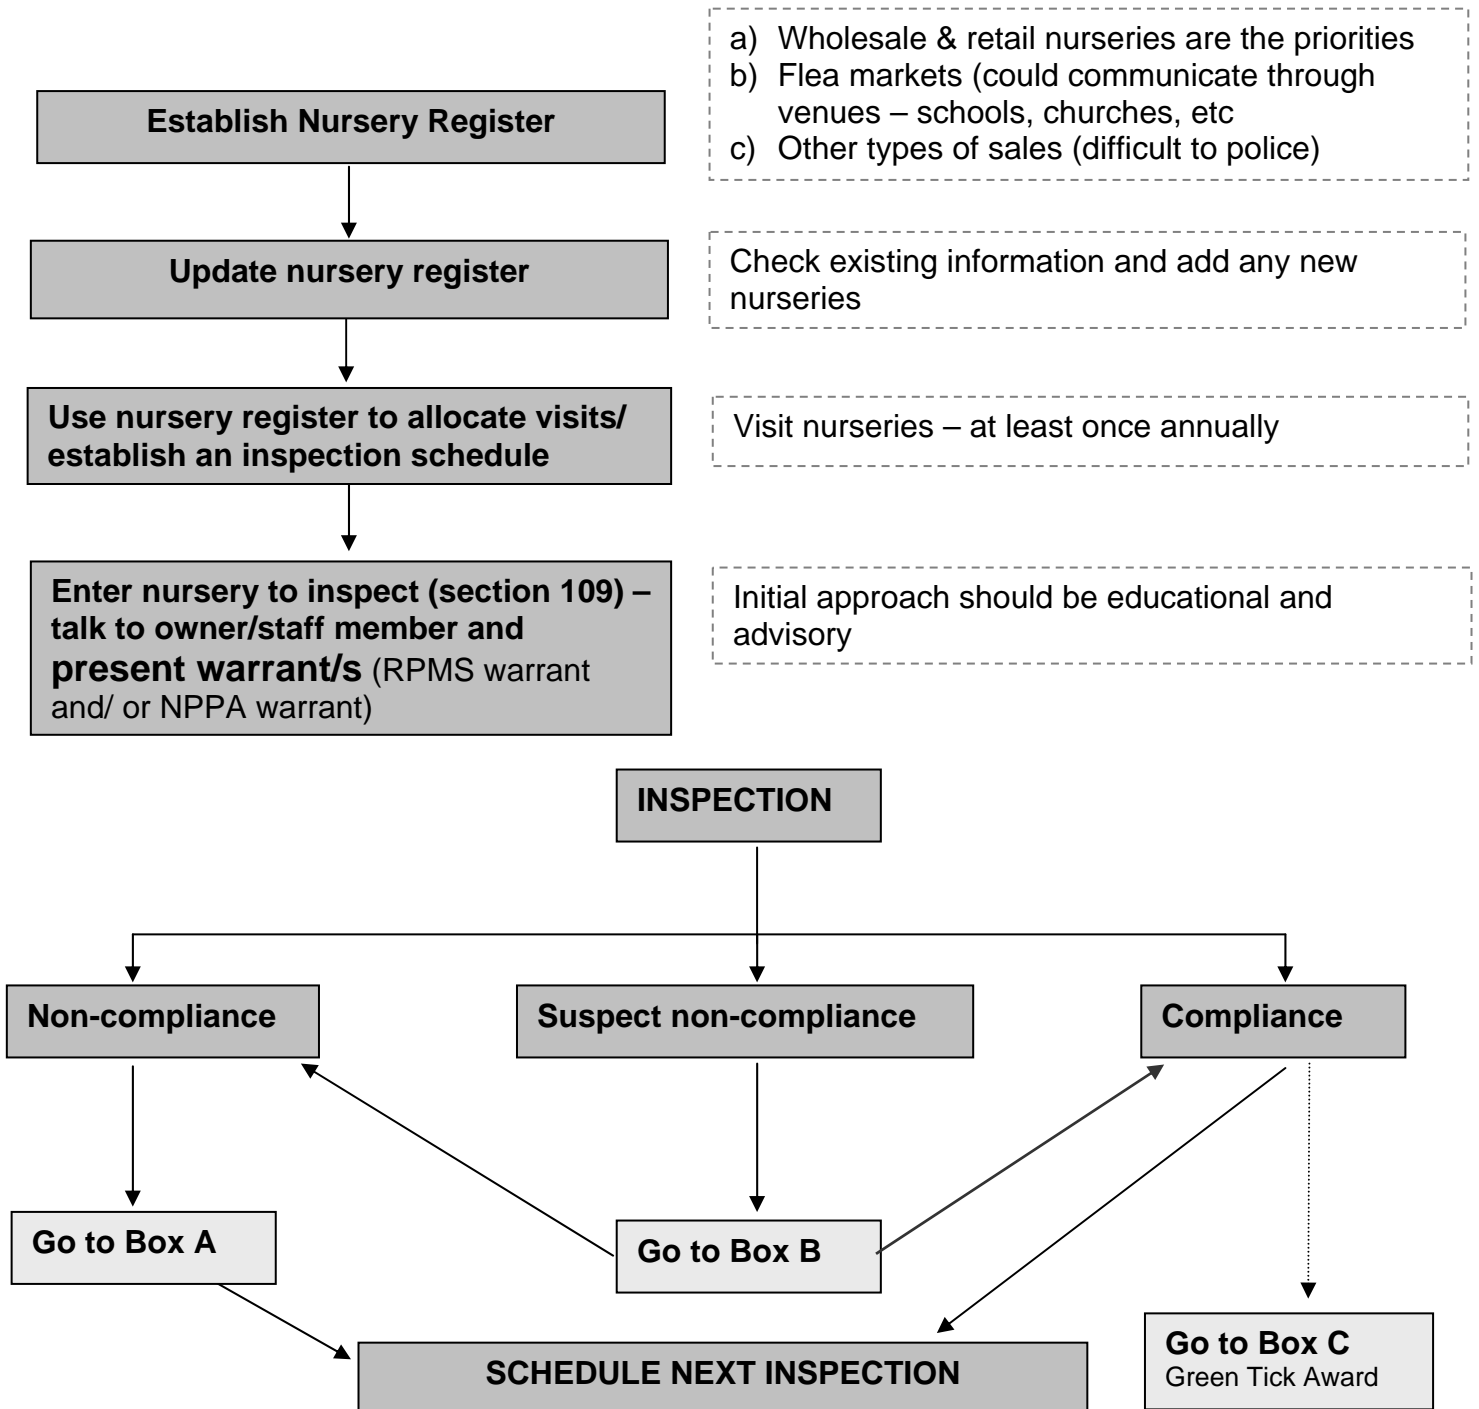 a) Wholesale & retail nurseries are the priorities
b) Flea markets (could communicate through
venues – schools, churches, etc
c) Other types of sales (difficult to police)
Establish Nursery Register
Update nursery register
Check existing information and add any new
nurseries
Use nursery register to allocate visits/
establish an inspection schedule
Visit nurseries – at least once annually
Enter nursery to inspect (section 109) –
talk to owner/staff member and
present warrant/s (RPMS warrant
and/ or NPPA warrant)
Initial approach should be educational and
advisory
INSPECTION
Non-compliance
Suspect non-compliance
Compliance
Go to Box A
Go to Box B
Go to Box C
Green Tick Award
SCHEDULE NEXT INSPECTION